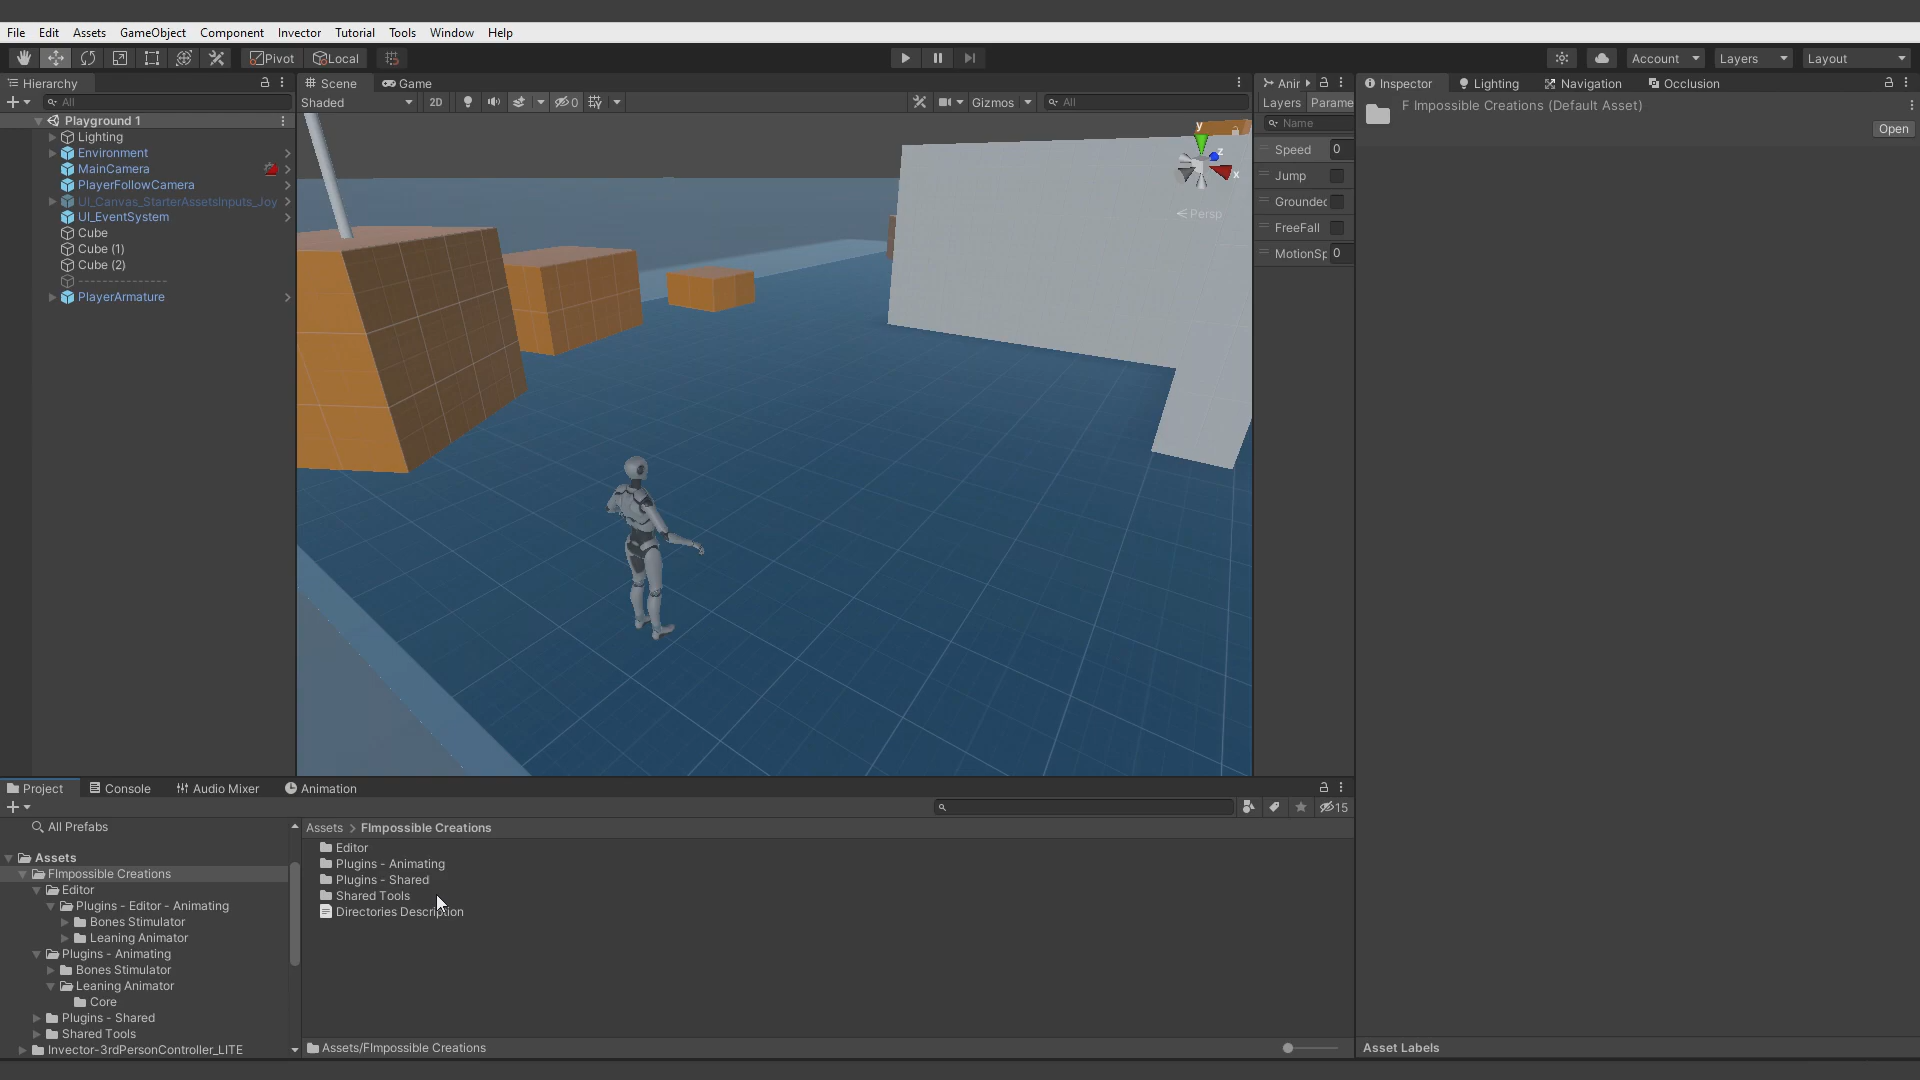 File Edit Assets GameObject Component Invector Tutorial Tools Window Help
Pivot Local Account Layers Layout
Hierarchy
All
Playground 1
Lighting
Environment
MainCamera
PlayerFollowCamera
UI_Canvas_StarterAssetsInputs_Joy
UI_EventSystem
Cube
Cube (1)
Cube (2)
----------------
PlayerArmature
Scene Game
Shaded 2D 0 Gizmos All
y
z
x
Persp
Anir
Layers Parame
Name
Speed 0
Jump
Grounded
FreeFall
MotionSp 0
Inspector Lighting Navigation Occlusion
F Impossible Creations (Default Asset)
Open
Project Console Audio Mixer Animation
15
All Prefabs
Assets
FImpossible Creations
Editor
Plugins - Editor - Animating
Bones Stimulator
Leaning Animator
Plugins - Animating
Bones Stimulator
Leaning Animator
Core
Plugins - Shared
Shared Tools
Invector-3rdPersonController_LITE
Assets > FImpossible Creations
Editor
Plugins - Animating
Plugins - Shared
Shared Tools
Directories Description
Assets/FImpossible Creations
Asset Labels